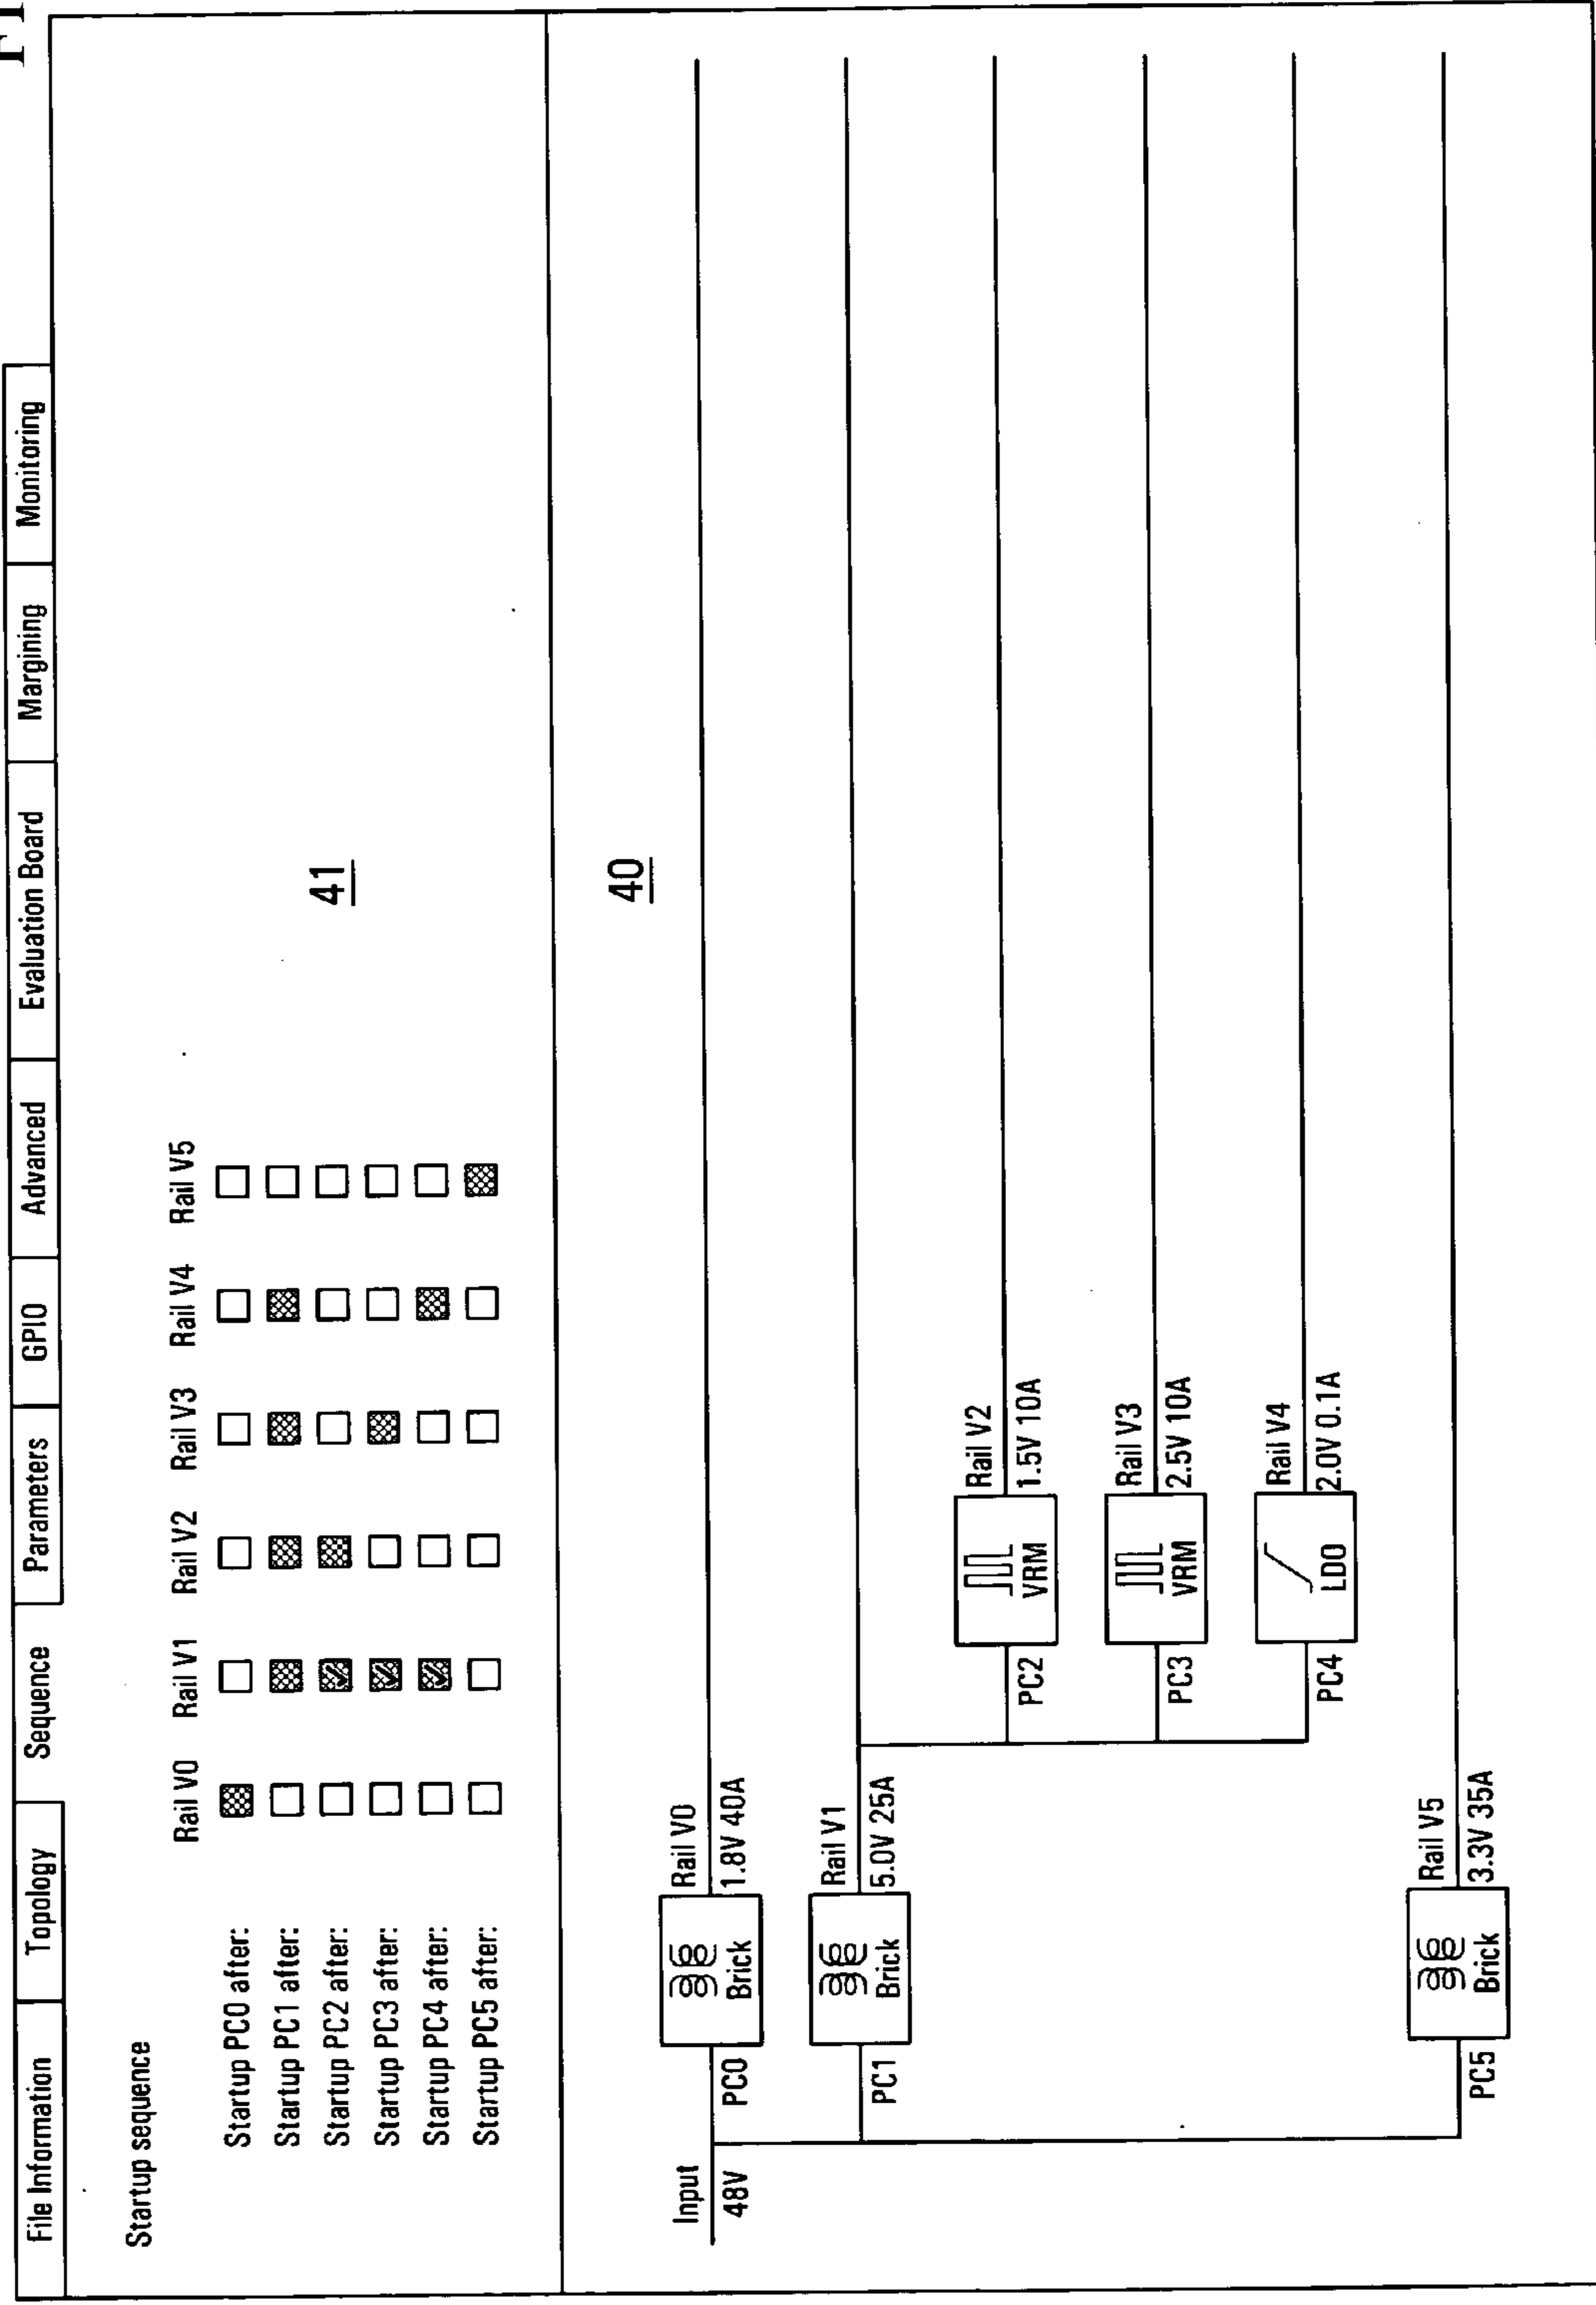 File Information Topology Sequence Parameters GPIO Advanced Evaluation Board Margining Monitoring
Startup sequence
Rail V0 Rail V1 Rail V2 Rail V3 Rail V4 Rail V5
Startup PC0 after:
Startup PC1 after:
Startup PC2 after:
Startup PC3 after:
Startup PC4 after:
Startup PC5 after:
41
40
Input
48V
PC0
Brick
Rail V0
1.8V 40A
PC1
Brick
Rail V1
5.0V 25A
PC2
VRM
Rail V2
1.5V 10A
PC3
VRM
Rail V3
2.5V 10A
PC4
LDO
Rail V4
2.0V 0.1A
PC5
Brick
Rail V5
3.3V 35A